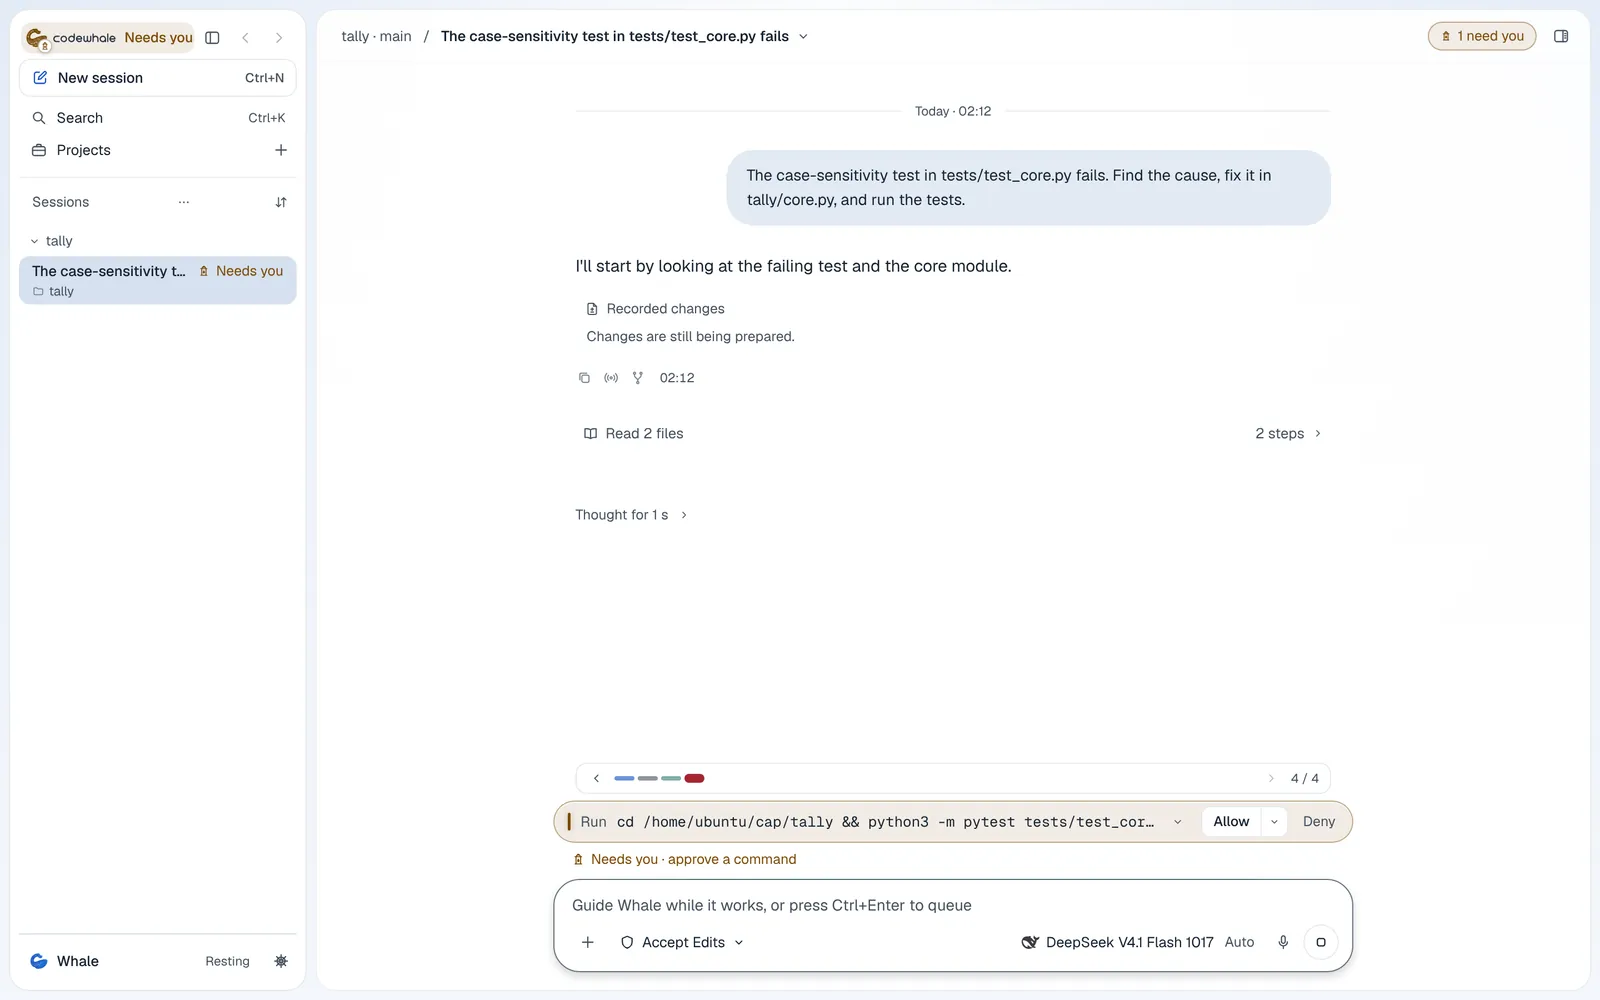 codewhale Needs you
New session Ctrl+N
Search Ctrl+K
Projects
Sessions
tally
The case-sensitivity t... Needs you
tally
Whale Resting
tally · main / The case-sensitivity test in tests/test_core.py fails
1 need you
Today · 02:12
The case-sensitivity test in tests/test_core.py fails. Find the cause, fix it in
tally/core.py, and run the tests.
I'll start by looking at the failing test and the core module.
Recorded changes
Changes are still being prepared.
02:12
Read 2 files 2 steps
Thought for 1 s
4 / 4
Run cd /home/ubuntu/cap/tally && python3 -m pytest tests/test_cor… Allow Deny
Needs you · approve a command
Guide Whale while it works, or press Ctrl+Enter to queue
Accept Edits DeepSeek V4.1 Flash 1017 Auto